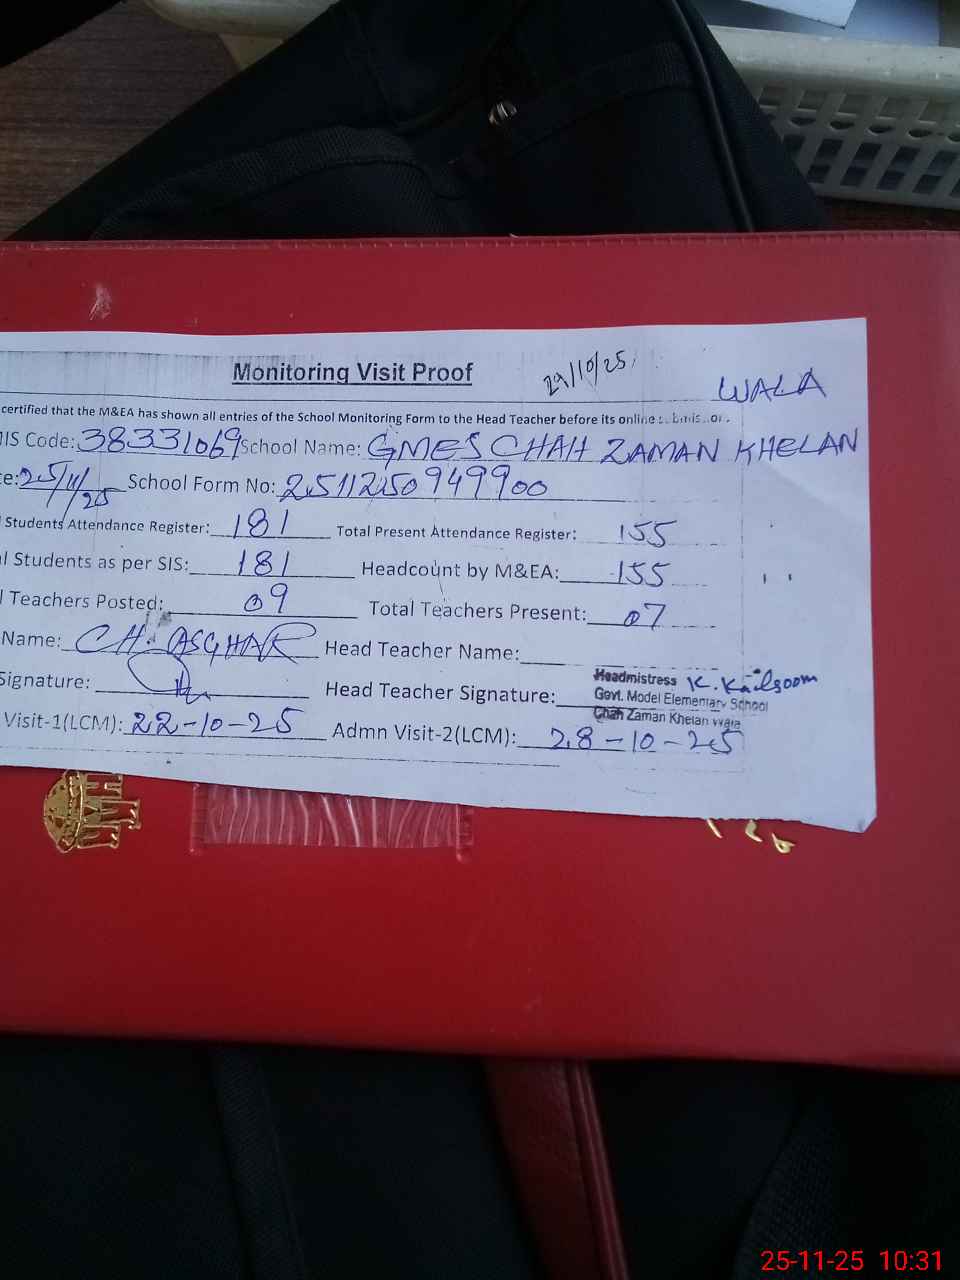 Monitoring Visit Proof
29/10/25
WALA
certified that the M&EA has shown all entries of the School Monitoring Form to the Head Teacher before its online
MIS Code: 38331069 School Name: GMES CHAH ZAMAN KHELAN
te: 25/11/25 School Form No: 251125094990 0
Students Attendance Register: 181 Total Present Attendance Register: 155
l Students as per SIS: 181 Headcount by M&EA: 155
l Teachers Posted: 09 Total Teachers Present: 07
Name: CH. ASGHAR Head Teacher Name:
Signature: Head Teacher Signature:
Headmistress K. Kailsoom
Govt. Model Elementary School
Chah Zaman Khelan Wala
Visit-1(LCM): 22-10-25 Admn Visit-2(LCM): 28-10-25
25-11-25 10:31